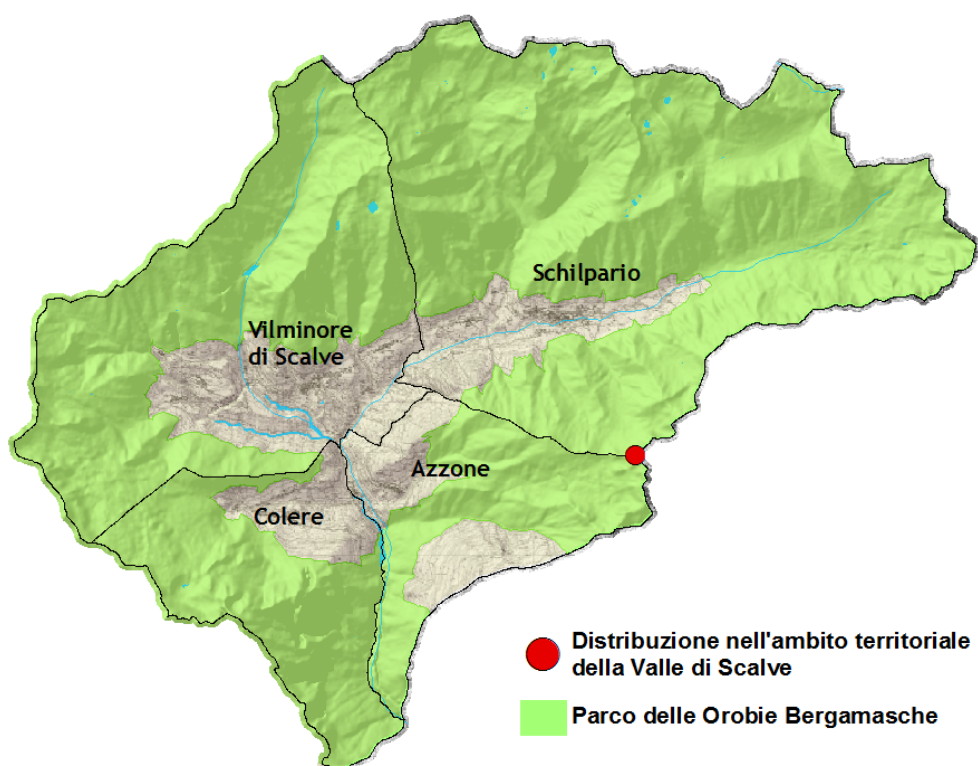 Schilpario
Vilminore
di Scalve
Azzone
Colere
Distribuzione nell'ambito territoriale
della Valle di Scalve
Parco delle Orobie Bergamasche